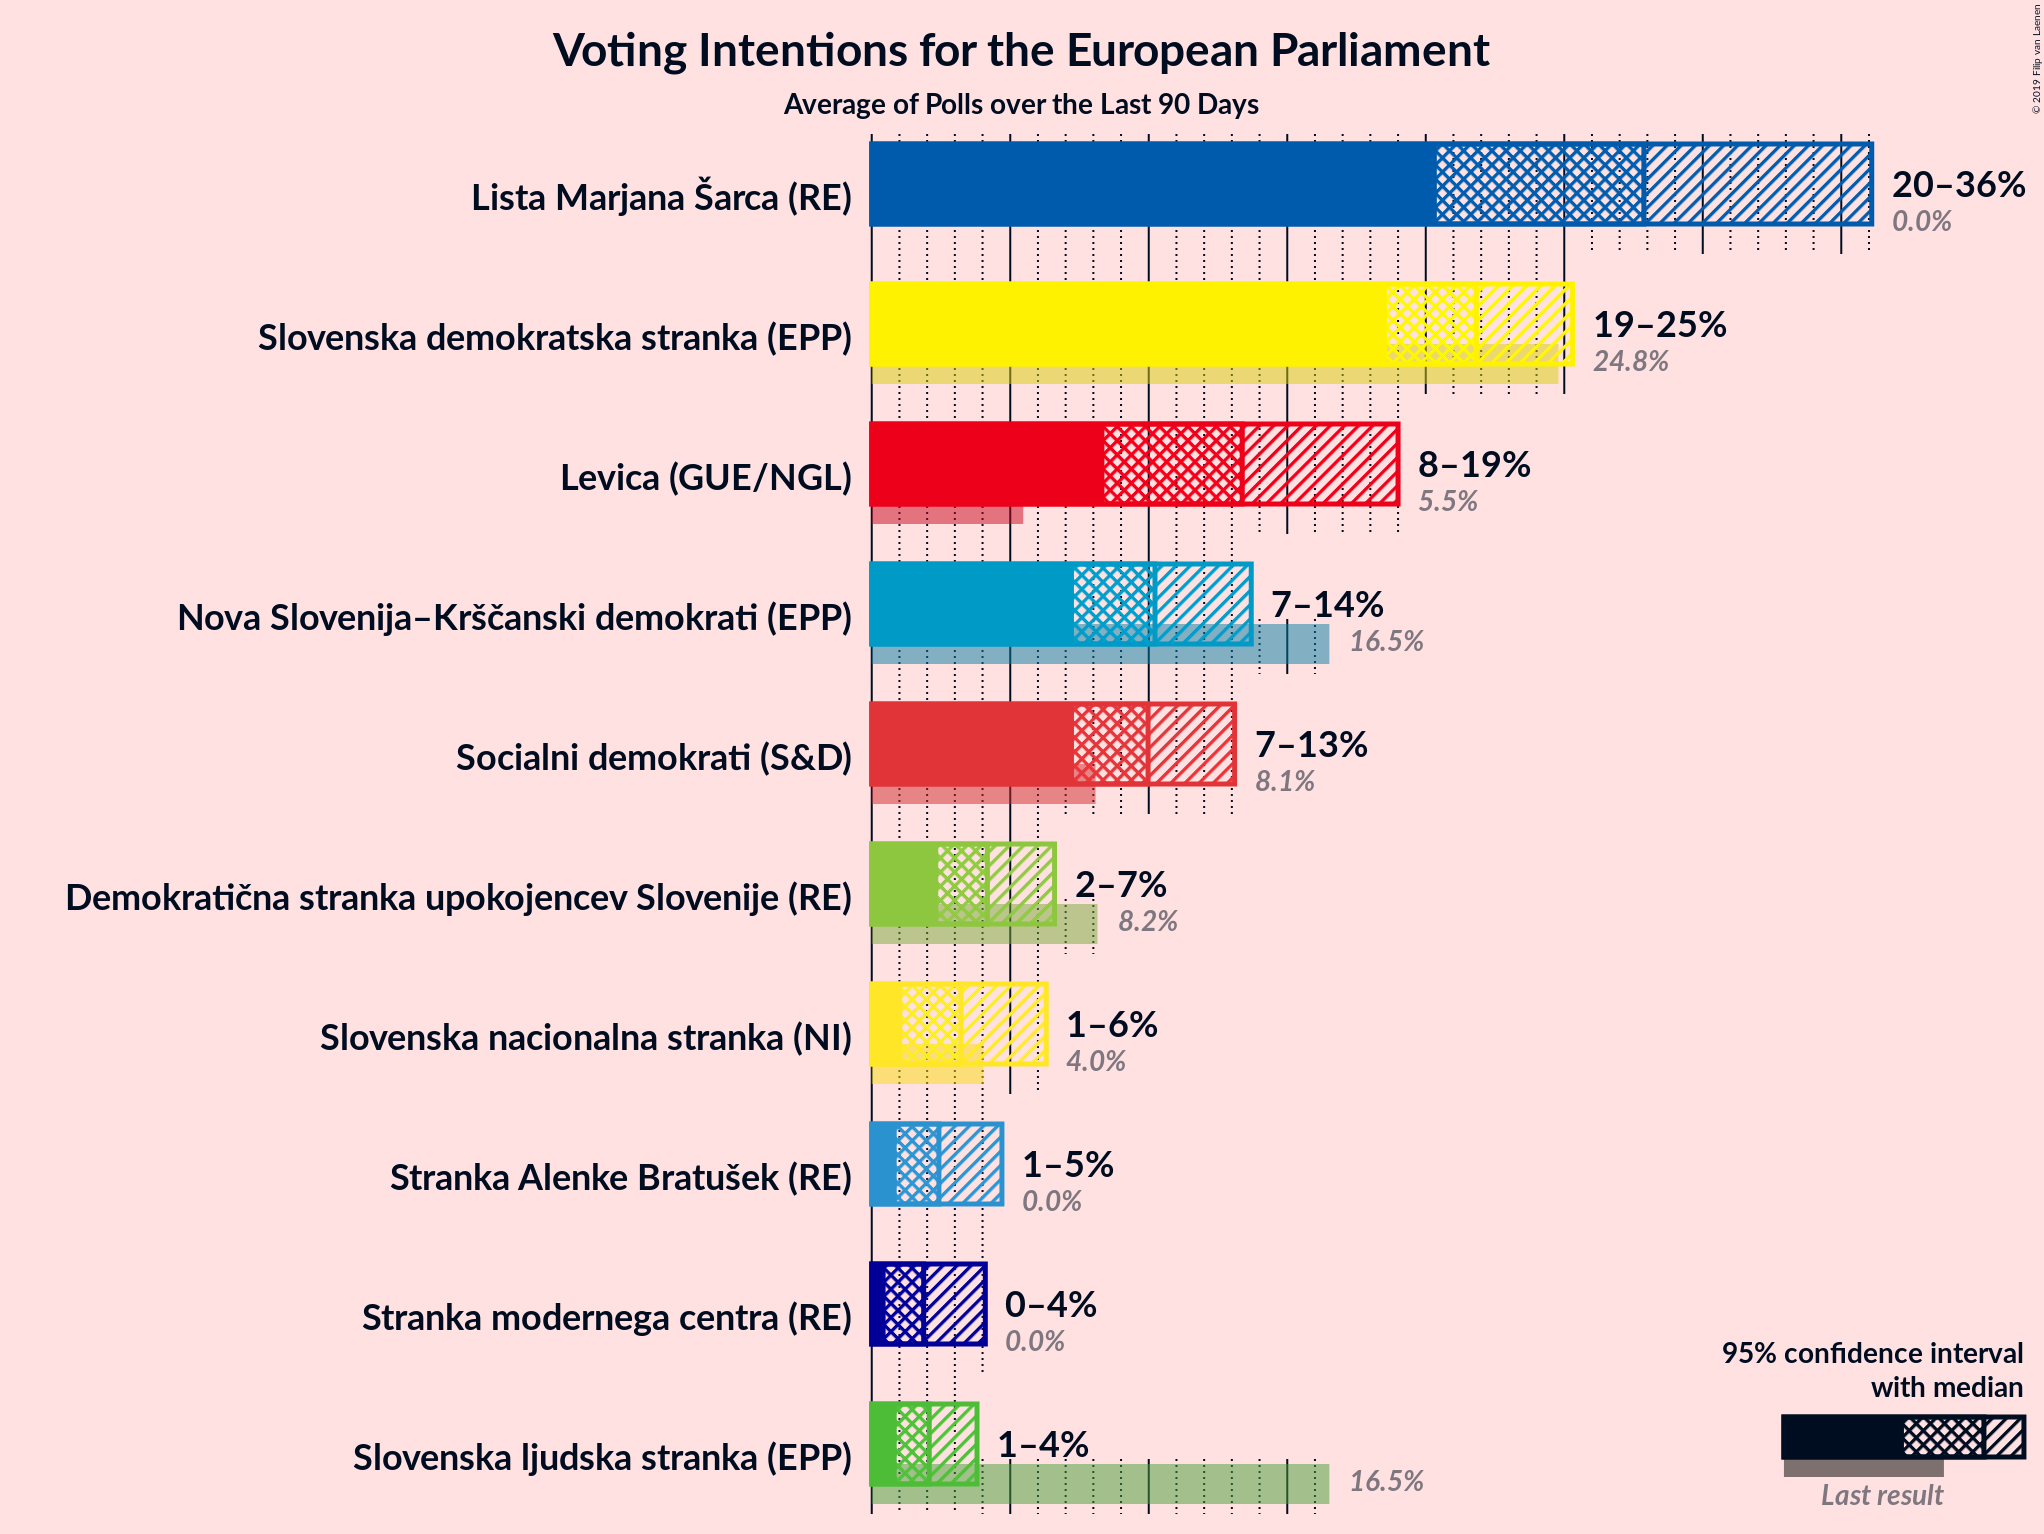 Voting Intentions for the European Parliament
Average of Polls over the Last 90 Days
© 2019 Filip van Laenen
Lista Marjana Šarca (RE)
20–36%
0.0%
Slovenska demokratska stranka (EPP)
19–25%
24.8%
Levica (GUE/NGL)
8–19%
5.5%
Nova Slovenija–Krščanski demokrati (EPP)
7–14%
16.5%
Socialni demokrati (S&D)
7–13%
8.1%
Demokratična stranka upokojencev Slovenije (RE)
2–7%
8.2%
Slovenska nacionalna stranka (NI)
1–6%
4.0%
Stranka Alenke Bratušek (RE)
1–5%
0.0%
Stranka modernega centra (RE)
0–4%
0.0%
Slovenska ljudska stranka (EPP)
1–4%
16.5%
95% confidence interval
with median
Last result